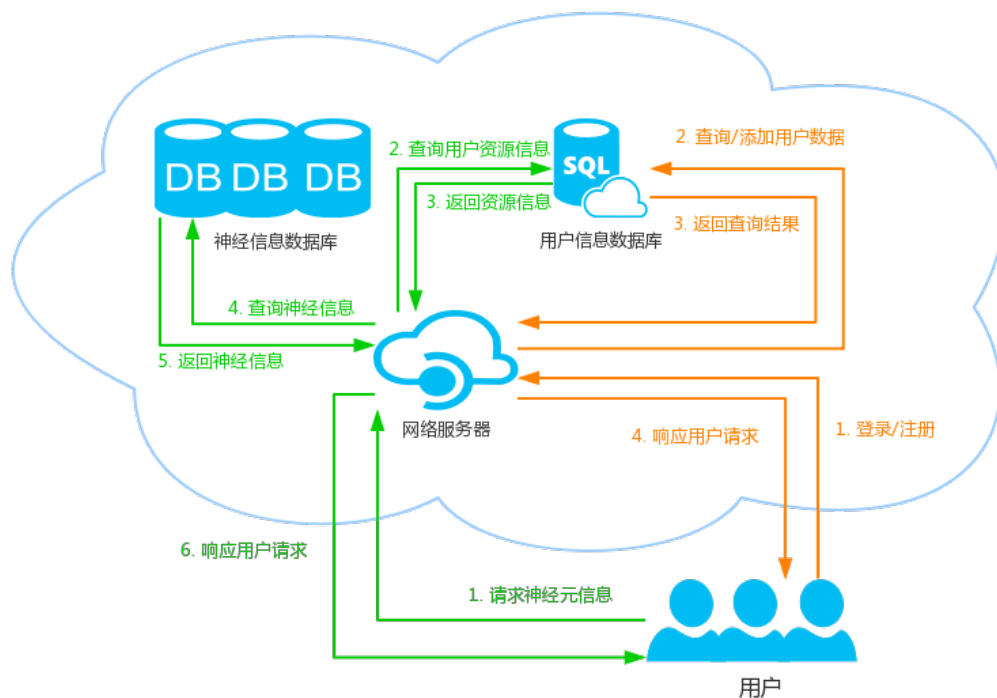 2. 查询用户资源信息
2. 查询/添加用户数据
SQL
DB DB DB
3. 返回资源信息
3. 返回查询结果
神经信息数据库
用户信息数据库
4. 查询神经信息
5. 返回神经信息
网络服务器
4. 响应用户请求
1. 登录/注册
6. 响应用户请求
1. 请求神经元信息
用户